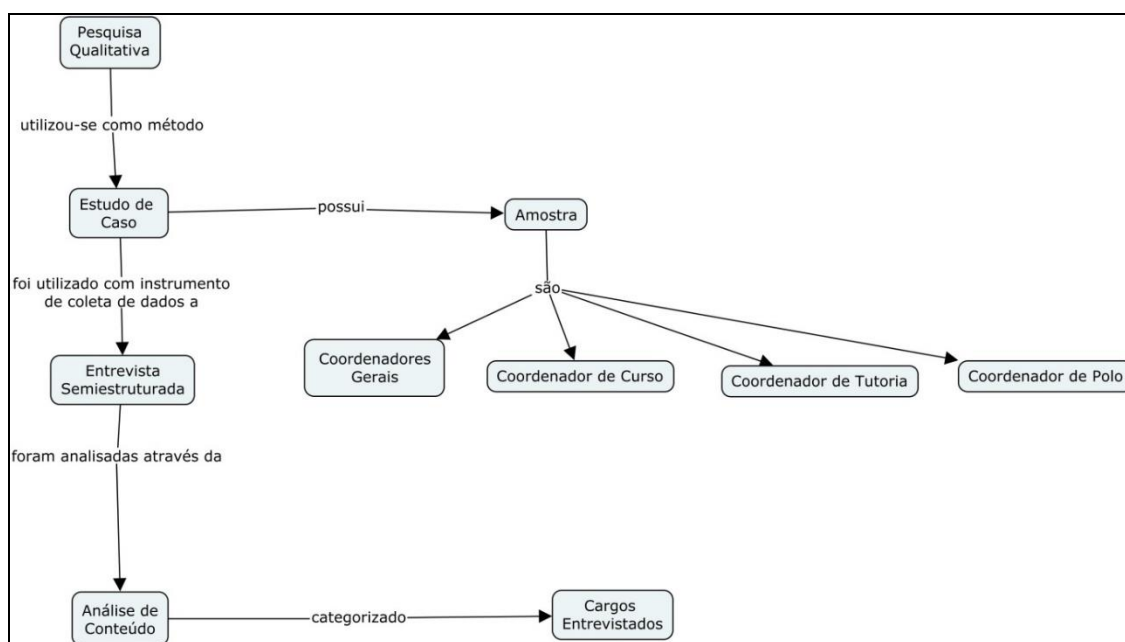 Pesquisa
Qualitativa
utilizou-se como método
Estudo de
Caso
possui
Amostra
foi utilizado com instrumento
de coleta de dados a
são
Entrevista
Semiestruturada
Coordenadores
Gerais
Coordenador de Curso
Coordenador de Tutoria
Coordenador de Polo
foram analisadas através da
Análise de
Conteúdo
categorizado
Cargos
Entrevistados